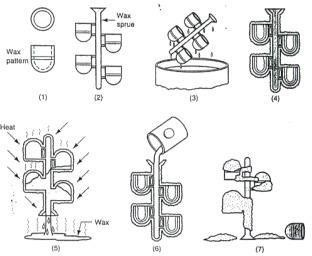 Wax
sprue
Wax
pattern
(1)
(2)
(3)
(4)
Heat
Wax
(5)
(6)
(7)